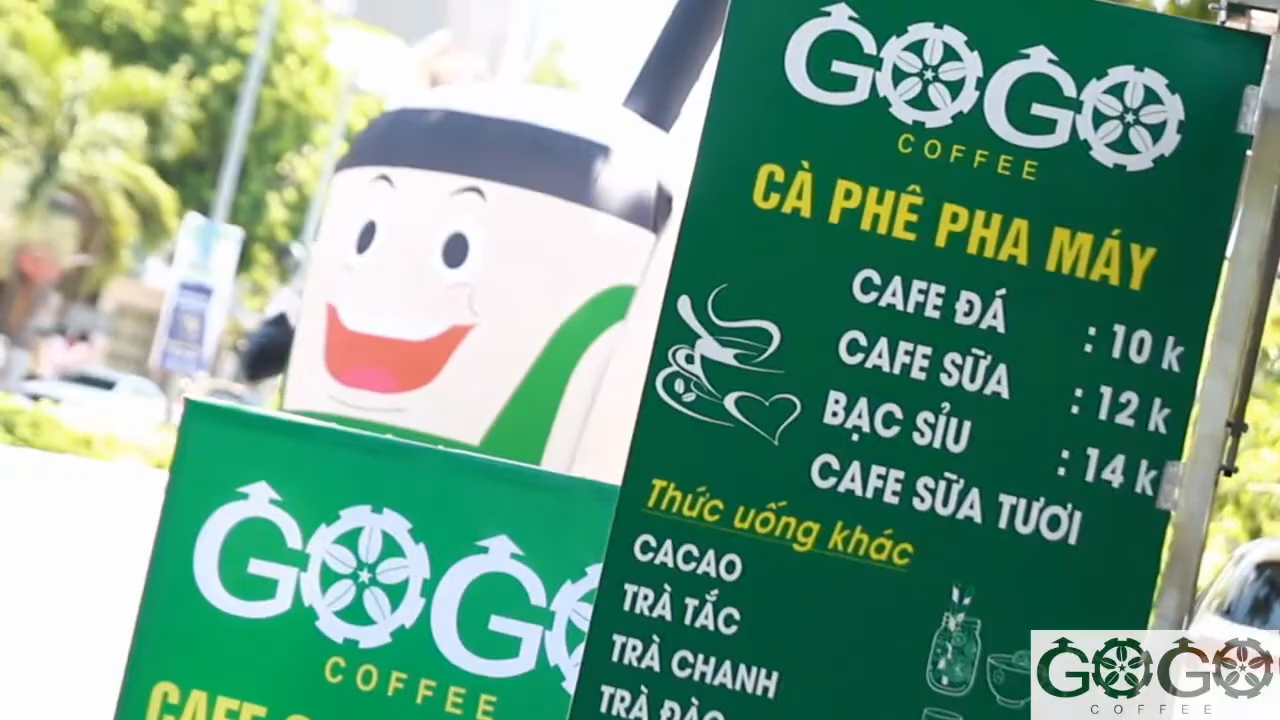 GOGO
COFFEE
CÀ PHÊ PHA MÁY
CAFE ĐÁ : 10 k
CAFE SỮA : 12 k
BẠC SỈU : 14 k
CAFE SỮA TƯƠI
Thức uống khác
CACAO
TRÀ TẮC
TRÀ CHANH
TRÀ ĐÀO
GOGO
COFFEE
CAFE
GOGO
COFFEE